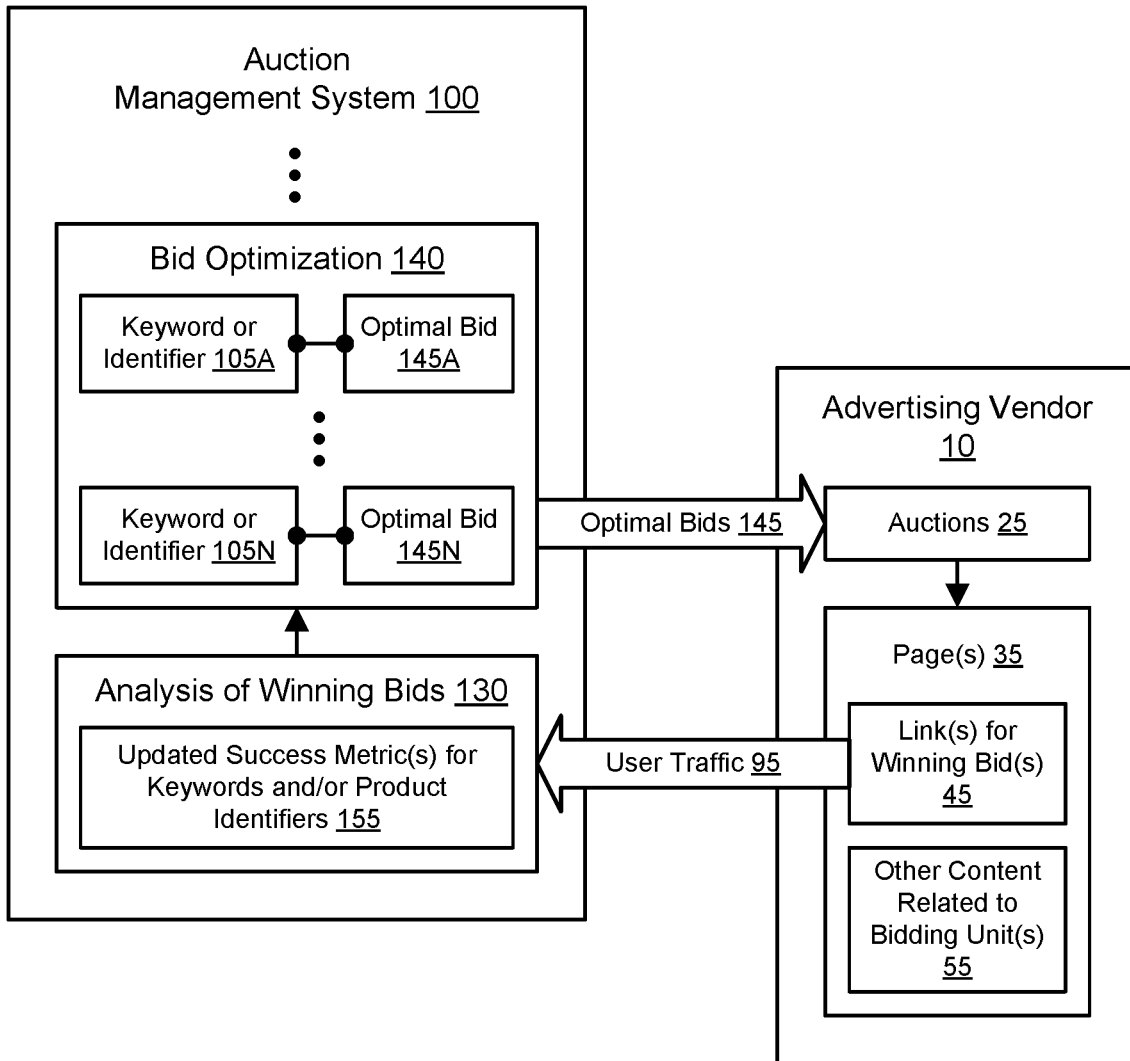 Auction
Management System 100
Bid Optimization 140
Keyword or
Identifier 105A
Optimal Bid
145A
Keyword or
Identifier 105N
Optimal Bid
145N
Analysis of Winning Bids 130
Updated Success Metric(s) for
Keywords and/or Product
Identifiers 155
Optimal Bids 145
User Traffic 95
Advertising Vendor
10
Auctions 25
Page(s) 35
Link(s) for
Winning Bid(s)
45
Other Content
Related to
Bidding Unit(s)
55